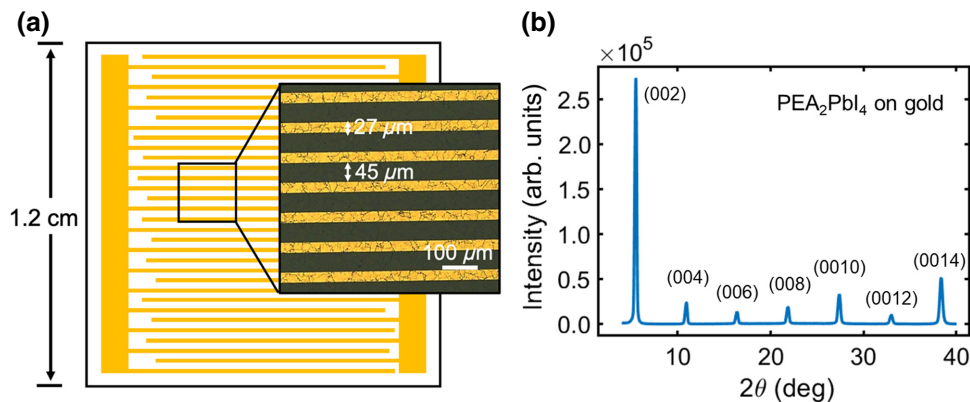 (a)
1.2 cm
27 µm
45 µm
100 µm
(b)
×10⁵
PEA₂PbI₄ on gold
(002)
(004)
(006)
(008)
(0010)
(0012)
(0014)
2.5
2.0
1.5
1.0
0.5
0.0
Intensity (arb. units)
10
20
30
40
2θ (deg)